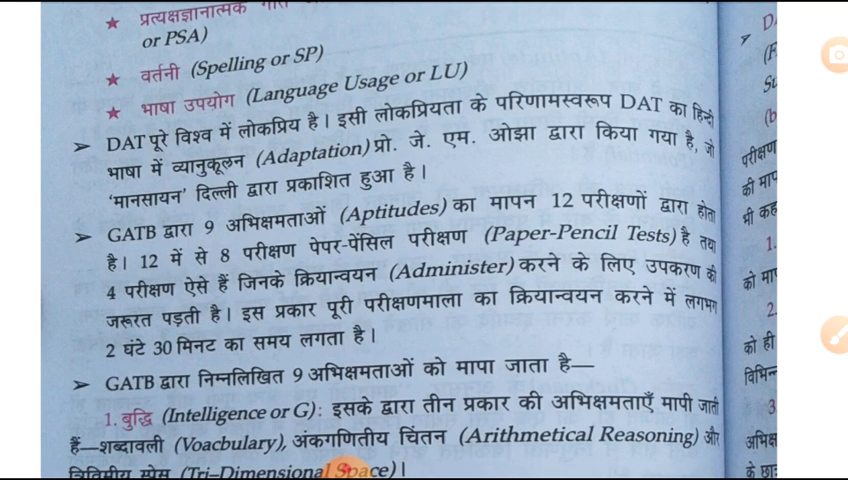 ★ प्रत्यक्षज्ञानात्मक
or PSA)
★ वर्तनी (Spelling or SP)
★ भाषा उपयोग (Language Usage or LU)
➤ DAT पूरे विश्व में लोकप्रिय है। इसी लोकप्रियता के परिणामस्वरूप DAT का हिन्दी
भाषा में व्यानुकूलन (Adaptation) प्रो. जे. एम. ओझा द्वारा किया गया है, जो
'मानसायन' दिल्ली द्वारा प्रकाशित हुआ है।
➤ GATB द्वारा 9 अभिक्षमताओं (Aptitudes) का मापन 12 परीक्षणों द्वारा होता
है। 12 में से 8 परीक्षण पेपर-पेंसिल परीक्षण (Paper-Pencil Tests) है तथा
4 परीक्षण ऐसे हैं जिनके क्रियान्वयन (Administer) करने के लिए उपकरण की
जरूरत पड़ती है। इस प्रकार पूरी परीक्षणमाला का क्रियान्वयन करने में लगभग
2 घंटे 30 मिनट का समय लगता है।
➤ GATB द्वारा निम्नलिखित 9 अभिक्षमताओं को मापा जाता है—
1. बुद्धि (Intelligence or G): इसके द्वारा तीन प्रकार की अभिक्षमताएँ मापी जाती
हैं—शब्दावली (Voacbulary), अंकगणितीय चिंतन (Arithmetical Reasoning) और
त्रिविमीय स्पेस (Tri-Dimensional Space)।
(b
परीक्षण
की माप
भी कह
1.
को माप
2.
को ही
विभिन्न
3
के छा